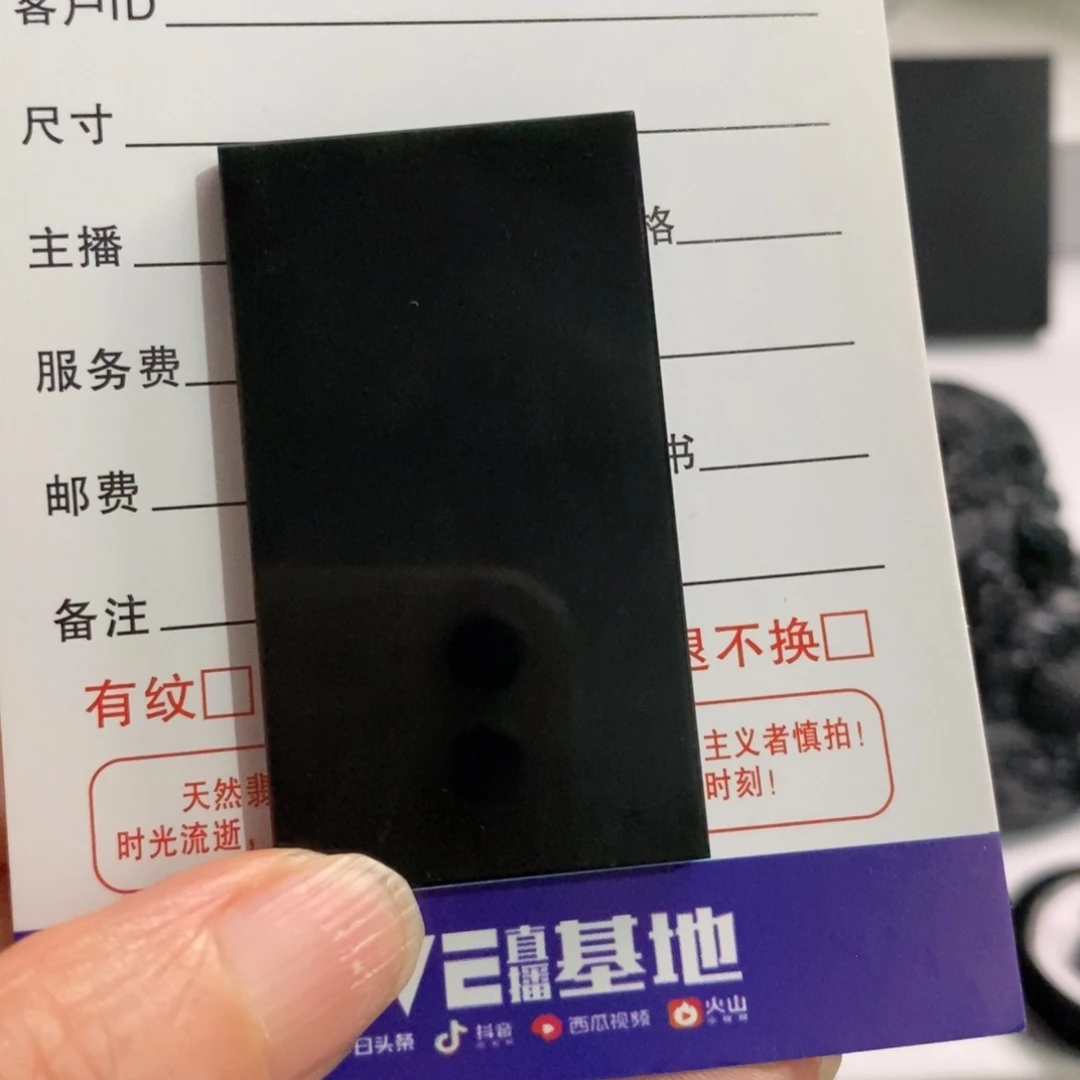 客户ID
尺寸
主播 格
服务费
邮费 书
备注
有纹 退不换
天然翡 主义者慎拍!
时光流逝, 时刻!
VE直播基地
日头条 抖音 西瓜视频 火山